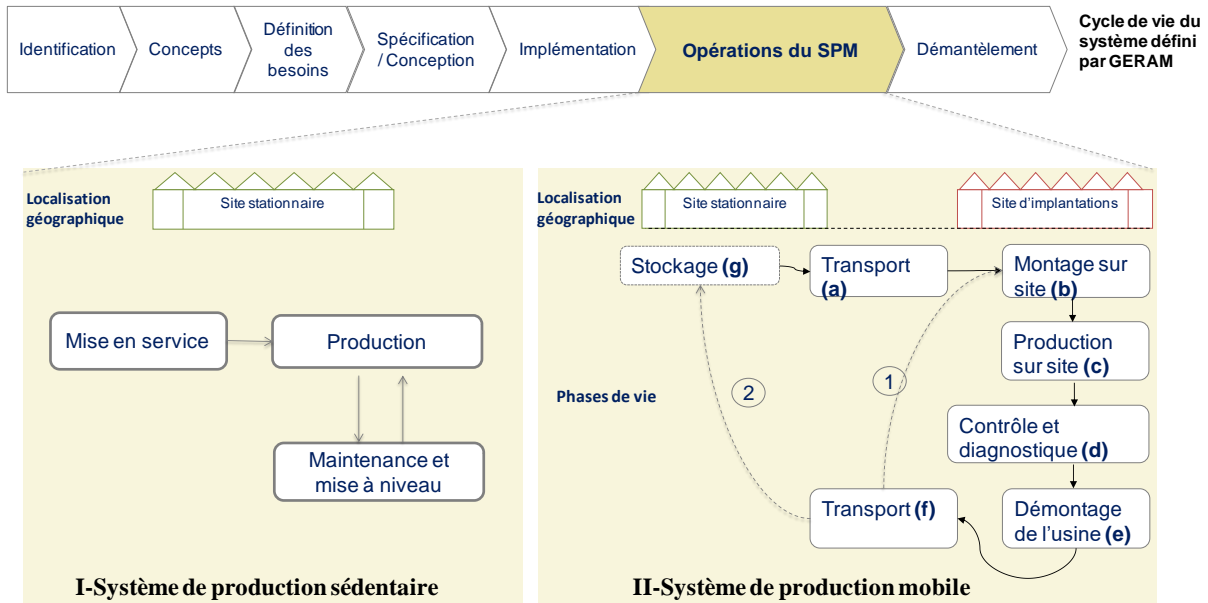 Identification
Concepts
Définition
des
besoins
Spécification
/ Conception
Implémentation
Opérations du SPM
Démantèlement
Cycle de vie du
système défini
par GERAM
Localisation
géographique
Site stationnaire
Mise en service
Production
Maintenance et
mise à niveau
I-Système de production sédentaire
Localisation
géographique
Site stationnaire
Site d'implantations
Stockage (g)
Transport
(a)
Montage sur
site (b)
Production
sur site (c)
2
1
Phases de vie
Contrôle et
diagnostique (d)
Transport (f)
Démontage
de l'usine (e)
II-Système de production mobile